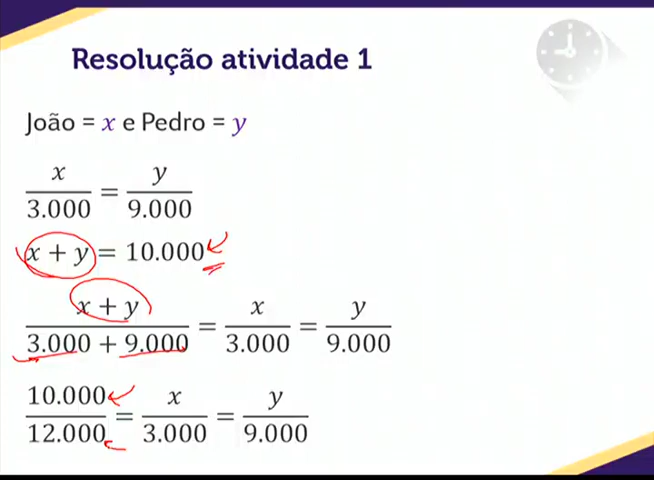 Resolução atividade 1
João = x e Pedro = y
x/3.000 = y/9.000
x + y = 10.000
x + y/3.000 + 9.000 = x/3.000 = y/9.000
10.000/12.000 = x/3.000 = y/9.000